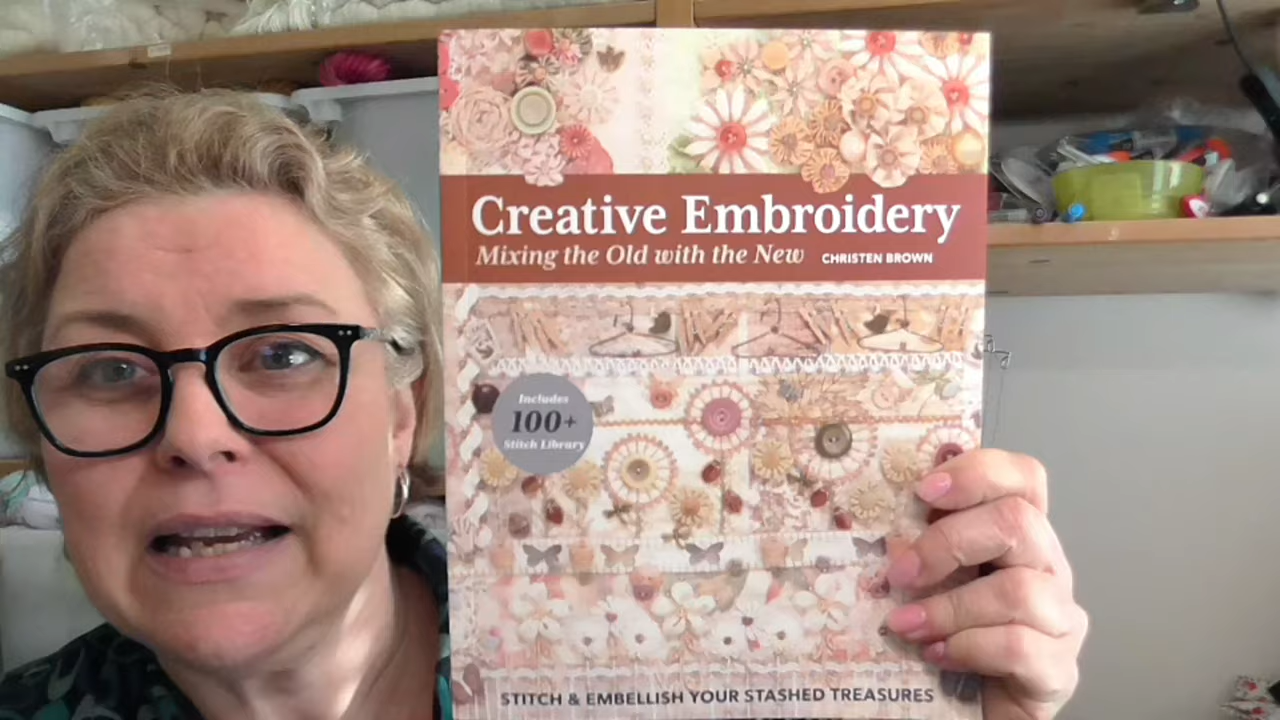 Creative Embroidery
Mixing the Old with the New CHRISTEN BROWN
Includes
100+
Stitch Library
STITCH & EMBELLISH YOUR STASHED TREASURES